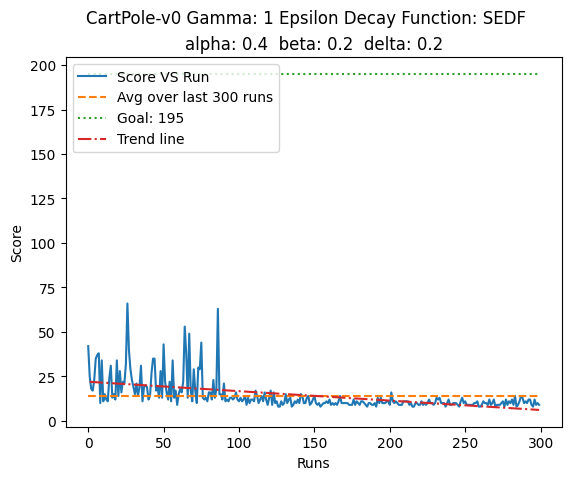 CartPole-v0 Gamma: 1 Epsilon Decay Function: SEDF
alpha: 0.4 beta: 0.2 delta: 0.2
Score VS Run
Avg over last 300 runs
Goal: 195
Trend line
200
175
150
125
100
75
50
25
0
Score
0 50 100 150 200 250 300
Runs